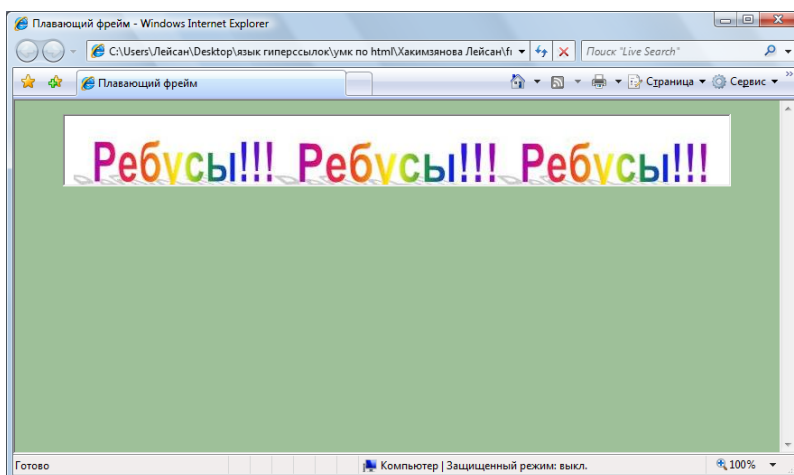 Плавающий фрейм - Windows Internet Explorer
C:\Users\Лейсан\Desktop\язык гиперссылок\умк по html\Хакимзянова Лейсан\fi
Поиск "Live Search"
Плавающий фрейм
Страница
Сервис
Ребусы!!! Ребусы!!! Ребусы!!!
Готово
Компьютер | Защищенный режим: выкл.
100%